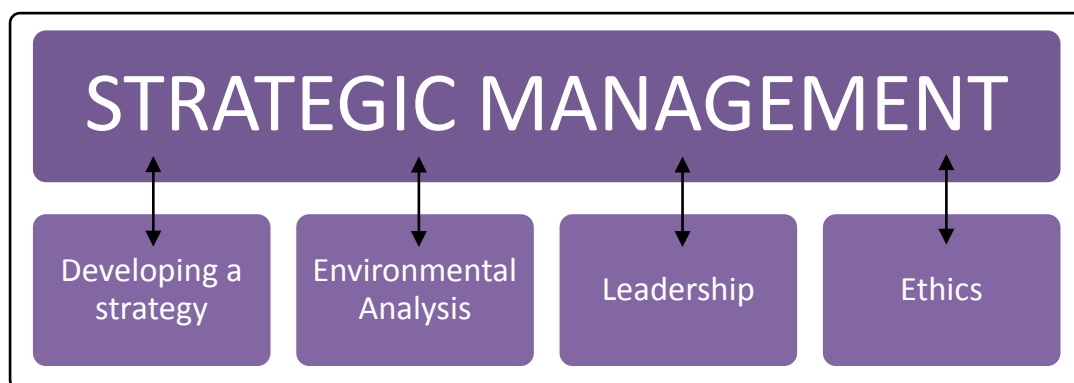 STRATEGIC MANAGEMENT
Developing a
strategy
Environmental
Analysis
Leadership
Ethics